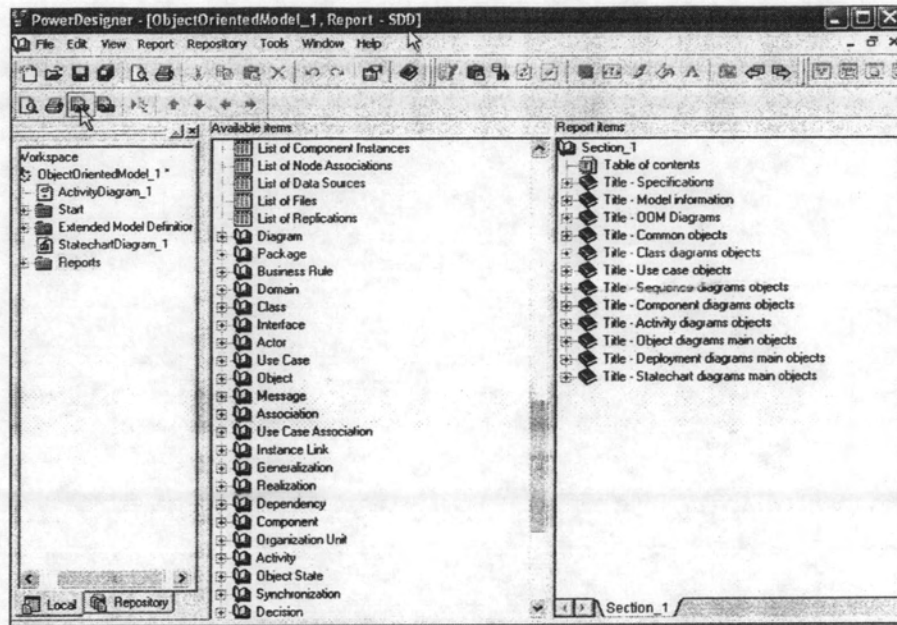 PowerDesigner - [ObjectOrientedModel_1, Report - SDD]
File Edit View Report Repository Tools Window Help
Workspace
ObjectOrientedModel_1 *
ActivityDiagram_1
Start
Extended Model Definition
StatechartDiagram_1
Reports
Local
Repository
Available items
List of Component Instances
List of Node Associations
List of Data Sources
List of Files
List of Replications
Diagram
Package
Business Rule
Domain
Class
Interface
Actor
Use Case
Object
Message
Association
Use Case Association
Instance Link
Generalization
Realization
Dependency
Component
Organization Unit
Activity
Object State
Synchronization
Decision
Report items
Section_1
Table of contents
Title - Specifications
Title - Model information
Title - OOM Diagrams
Title - Common objects
Title - Class diagrams objects
Title - Use case objects
Title - Sequence diagrams objects
Title - Component diagrams objects
Title - Activity diagrams objects
Title - Object diagrams main objects
Title - Deployment diagrams main objects
Title - Statechart diagrams main objects
Section_1